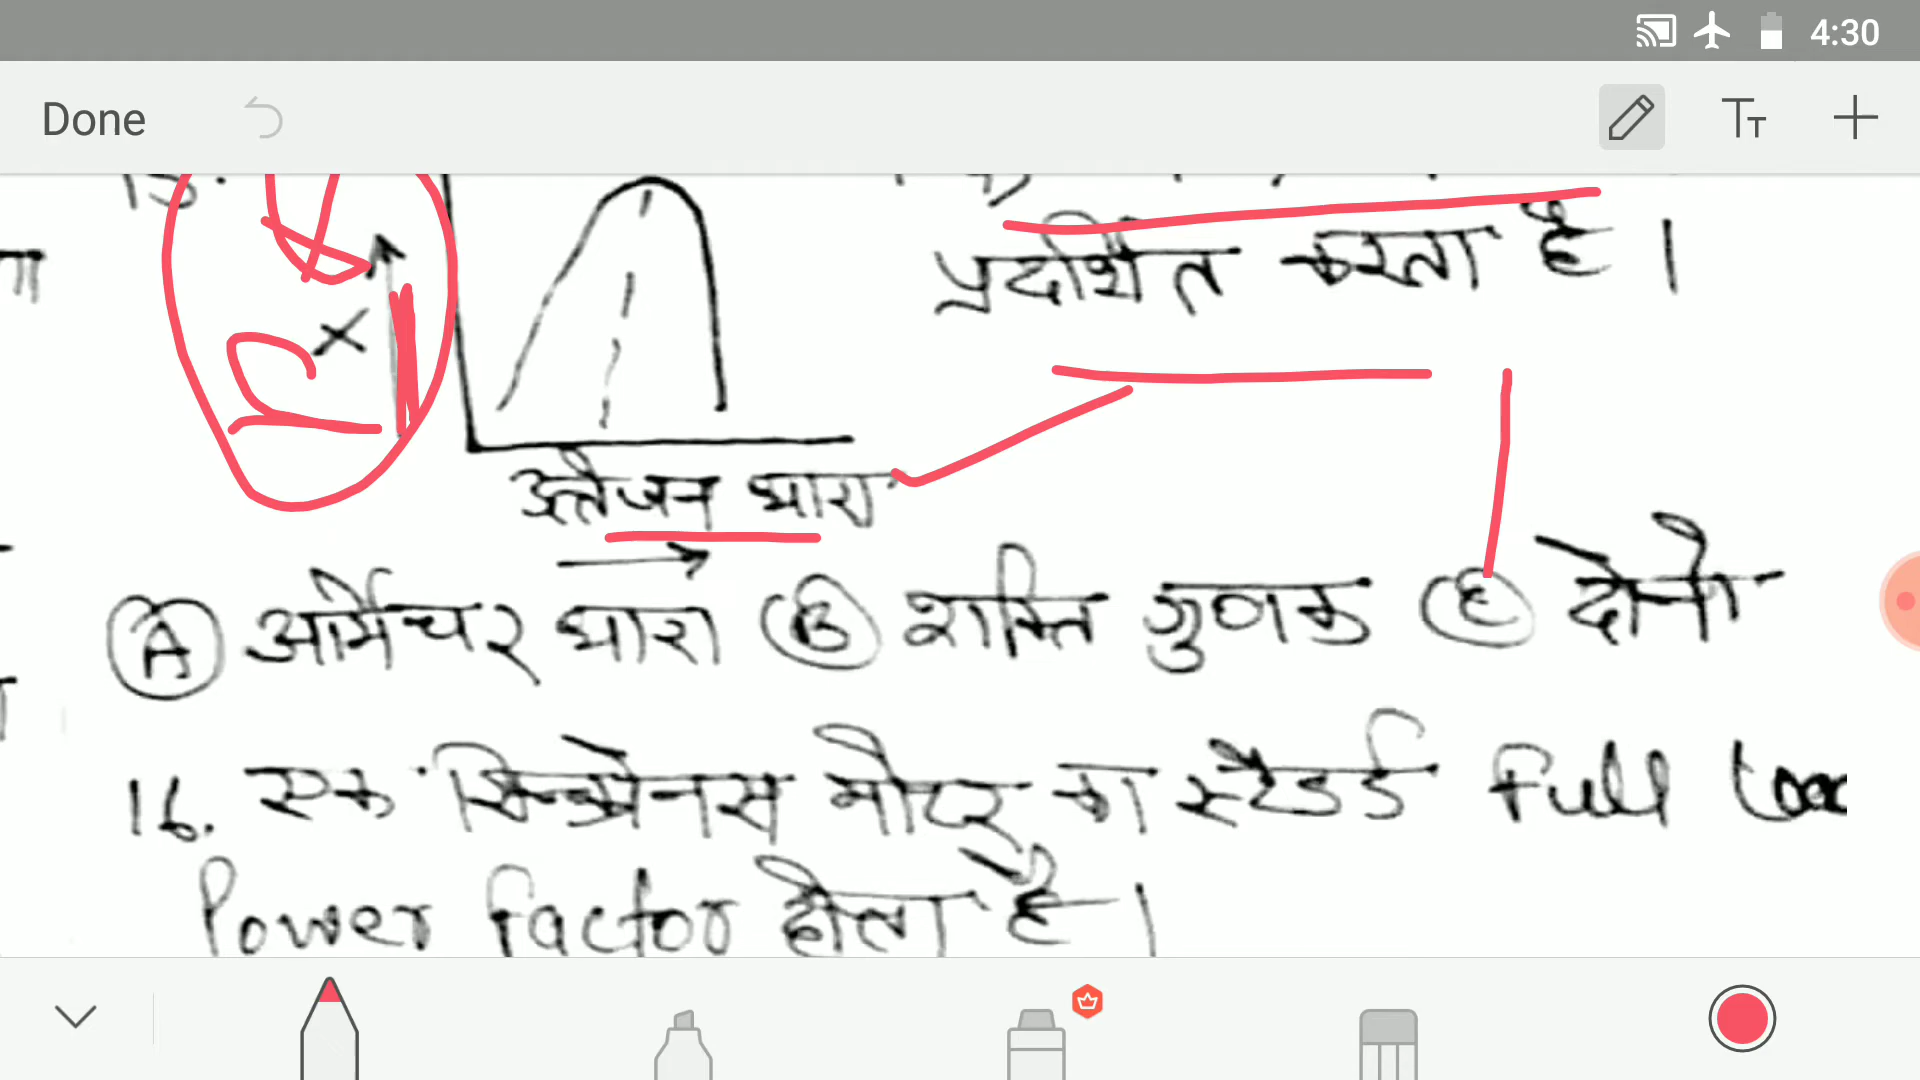 4:30
Done
15.
प्रदर्शित करता है ।
X
उत्तेजन धारा
(A) आर्मेचर धारा (B) शक्ति गुणक (C) दोनो
16. एक सिन्क्रोनस मोटर का स्टैडर्ड Full Load
Power factor होता है ।